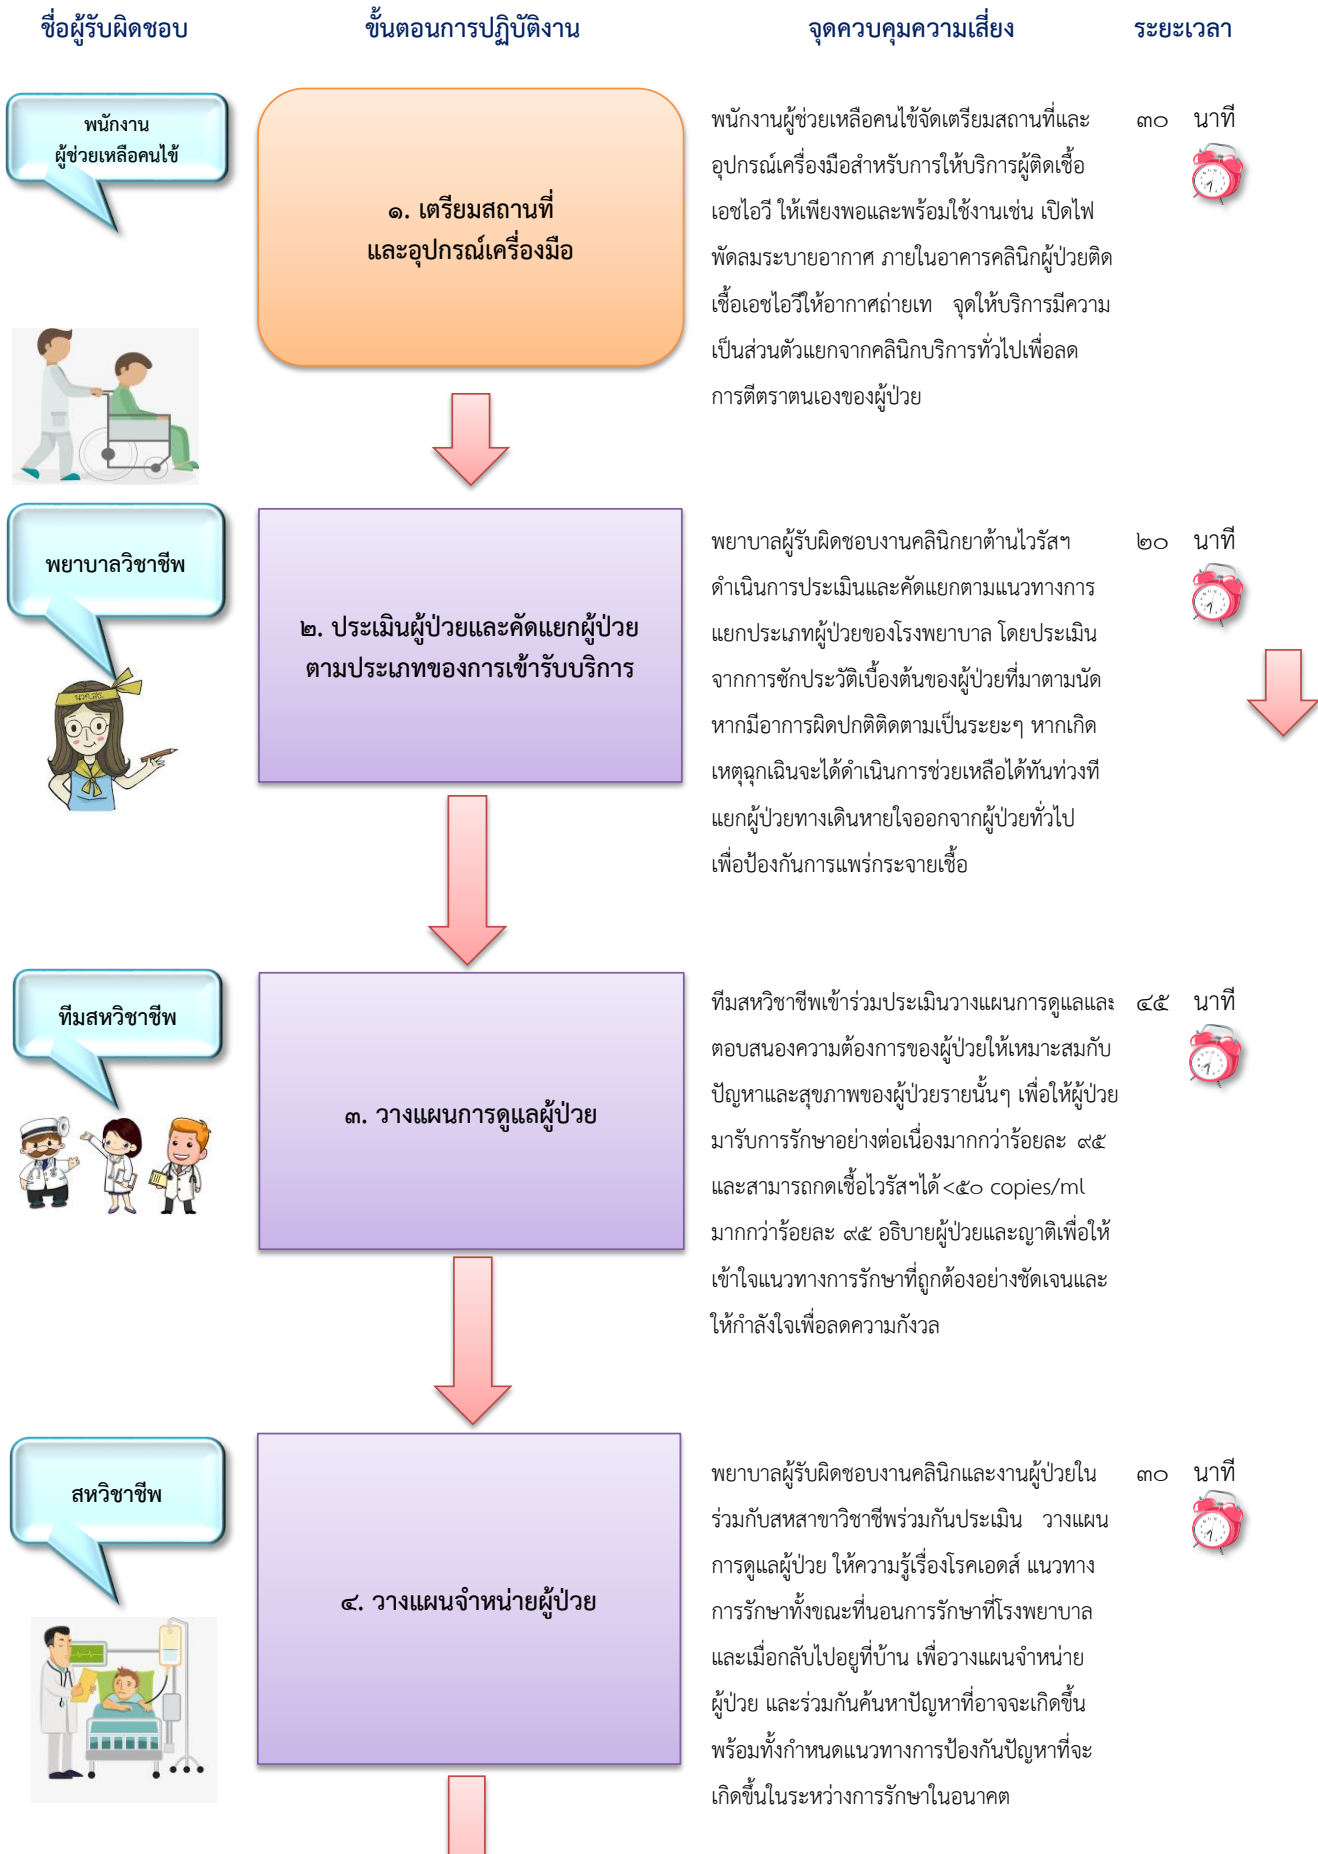 ชื่อผู้รับผิดชอบ ขั้นตอนการปฏิบัติงาน จุดควบคุมความเสี่ยง ระยะเวลา
พนักงาน
ผู้ช่วยเหลือคนไข้
๑. เตรียมสถานที่
และอุปกรณ์เครื่องมือ
พนักงานผู้ช่วยเหลือคนไข้จัดเตรียมสถานที่และ
อุปกรณ์เครื่องมือสำหรับการให้บริการผู้ติดเชื้อ
เอชไอวี ให้เพียงพอและพร้อมใช้งานเช่น เปิดไฟ
พัดลมระบายอากาศ ภายในอาคารคลินิกผู้ป่วยติด
เชื้อเอชไอวีให้อากาศถ่ายเท จุดให้บริการมีความ
เป็นส่วนตัวแยกจากคลินิกบริการทั่วไปเพื่อลด
การตีตราตนเองของผู้ป่วย
๓๐ นาที
พยาบาลวิชาชีพ
๒. ประเมินผู้ป่วยและคัดแยกผู้ป่วย
ตามประเภทของการเข้ารับบริการ
พยาบาลผู้รับผิดชอบงานคลินิกยาต้านไวรัสฯ
ดำเนินการประเมินและคัดแยกตามแนวทางการ
แยกประเภทผู้ป่วยของโรงพยาบาล โดยประเมิน
จากการซักประวัติเบื้องต้นของผู้ป่วยที่มาตามนัด
หากมีอาการผิดปกติติดตามเป็นระยะๆ หากเกิด
เหตุฉุกเฉินจะได้ดำเนินการช่วยเหลือได้ทันท่วงที
แยกผู้ป่วยทางเดินหายใจออกจากผู้ป่วยทั่วไป
เพื่อป้องกันการแพร่กระจายเชื้อ
๒๐ นาที
ทีมสหวิชาชีพ
๓. วางแผนการดูแลผู้ป่วย
ทีมสหวิชาชีพเข้าร่วมประเมินวางแผนการดูแลและ
ตอบสนองความต้องการของผู้ป่วยให้เหมาะสมกับ
ปัญหาและสุขภาพของผู้ป่วยรายนั้นๆ เพื่อให้ผู้ป่วย
มารับการรักษาอย่างต่อเนื่องมากกว่าร้อยละ ๙๕
และสามารถกดเชื้อไวรัสฯได้ <๕๐ copies/ml
มากกว่าร้อยละ ๙๕ อธิบายผู้ป่วยและญาติเพื่อให้
เข้าใจแนวทางการรักษาที่ถูกต้องอย่างชัดเจนและ
ให้กำลังใจเพื่อลดความกังวล
๔๕ นาที
สหวิชาชีพ
๔. วางแผนจำหน่ายผู้ป่วย
พยาบาลผู้รับผิดชอบงานคลินิกและงานผู้ป่วยใน
ร่วมกับสหสาขาวิชาชีพร่วมกันประเมิน วางแผน
การดูแลผู้ป่วย ให้ความรู้เรื่องโรคเอดส์ แนวทาง
การรักษาทั้งขณะที่นอนการรักษาที่โรงพยาบาล
และเมื่อกลับไปอยู่ที่บ้าน เพื่อวางแผนจำหน่าย
ผู้ป่วย และร่วมกันค้นหาปัญหาที่อาจจะเกิดขึ้น
พร้อมทั้งกำหนดแนวทางการป้องกันปัญหาที่จะ
เกิดขึ้นในระหว่างการรักษาในอนาคต
๓๐ นาที